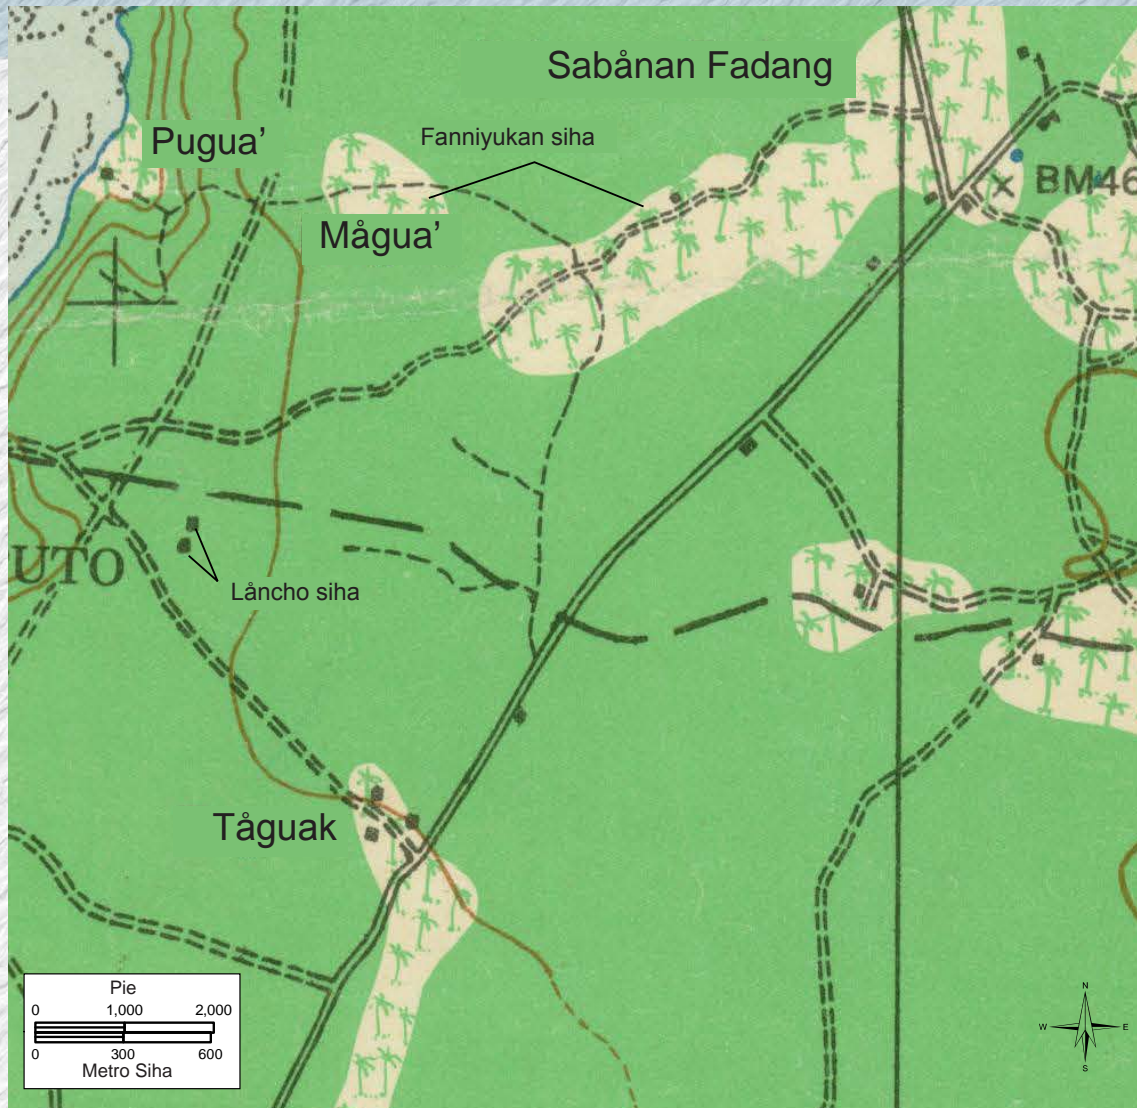 Sabånan Fadang
Pugua’
Fanniyukan siha
BM46
Mågua’
UTO
Låncho siha
Tåguak
Pie
0 1,000 2,000
0 300 600
Metro Siha
N
W E
S